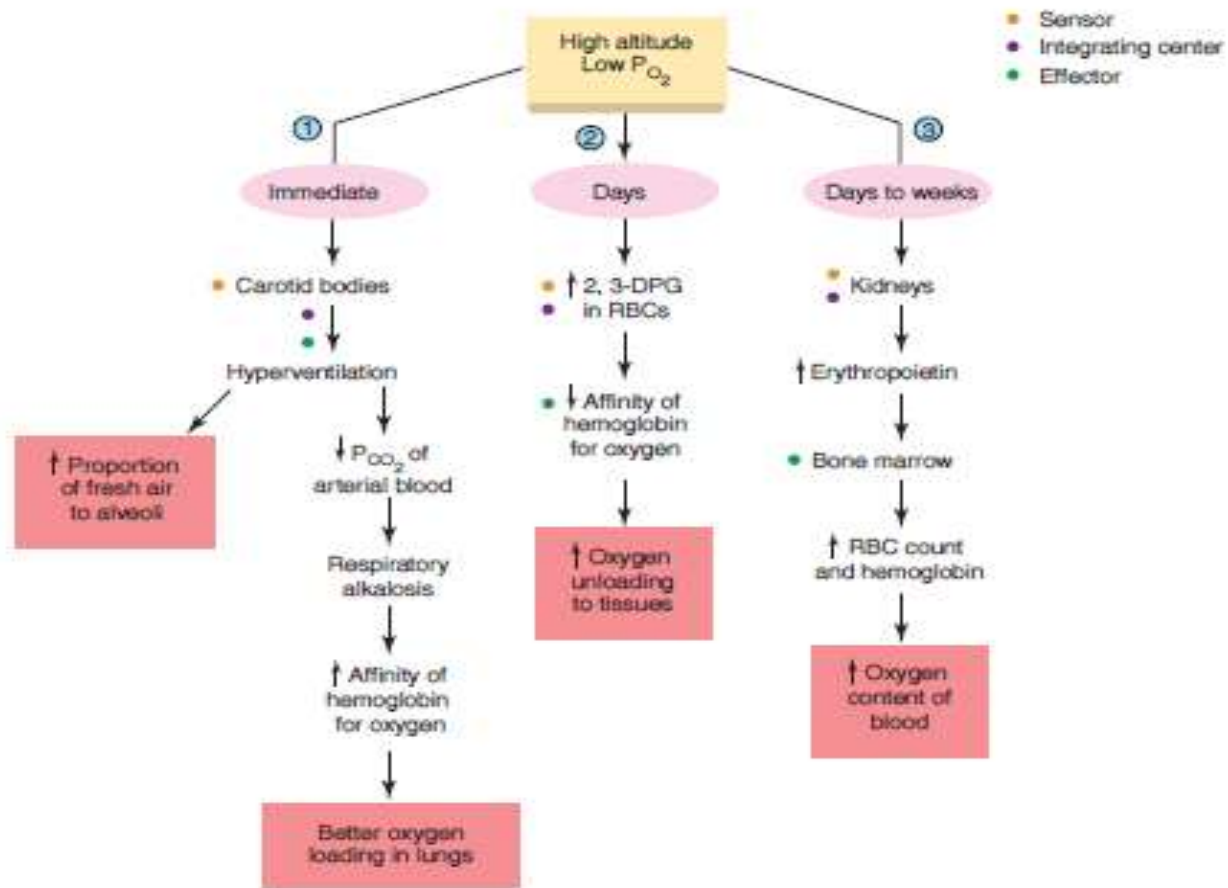 High altitude
Low PO2
Sensor
Integrating center
Effector
1
Immediate
Carotid bodies
Hyperventilation
↑ Proportion
of fresh air
to alveoli
↓ PCO2 of
arterial blood
Respiratory
alkalosis
↑ Affinity of
hemoglobin
for oxygen
Better oxygen
loading in lungs
2
Days
↑ 2, 3-DPG
in RBCs
↓ Affinity of
hemoglobin
for oxygen
↑ Oxygen
unloading
to tissues
3
Days to weeks
Kidneys
↑ Erythropoietin
Bone marrow
↑ RBC count
and hemoglobin
↑ Oxygen
content of
blood